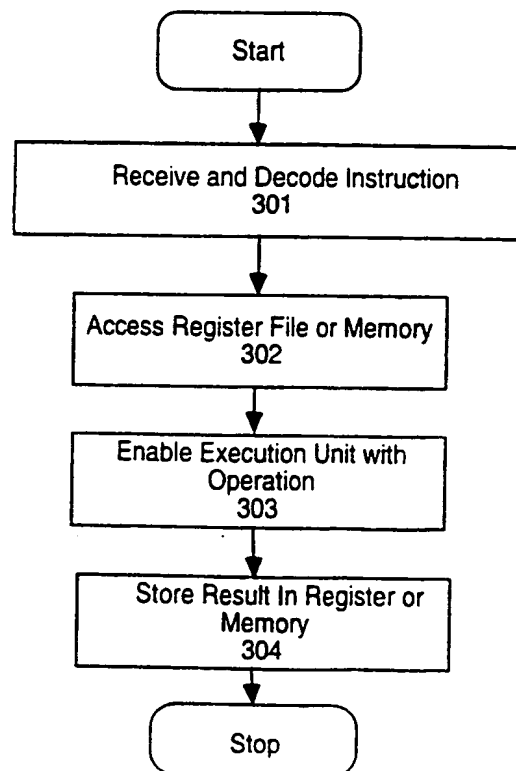 Start
Receive and Decode Instruction
301
Access Register File or Memory
302
Enable Execution Unit with
Operation
303
Store Result In Register or
Memory
304
Stop